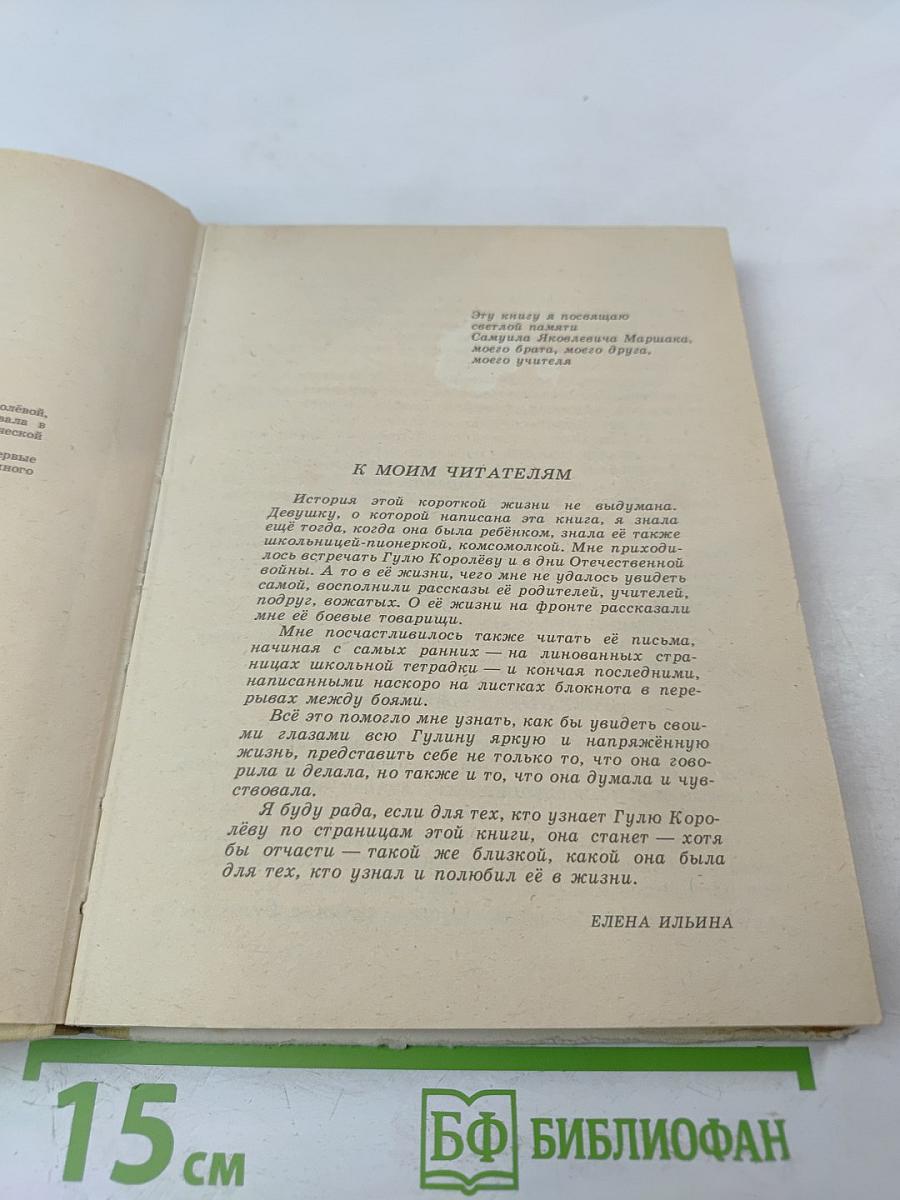 олёвой,
вала в
ческой
ервые
нного
Эту книгу я посвящаю
светлой памяти
Самуила Яковлевича Маршака,
моего брата, моего друга,
моего учителя
К МОИМ ЧИТАТЕЛЯМ
История этой короткой жизни не выдумана.
Девушку, о которой написана эта книга, я знала
ещё тогда, когда она была ребёнком, знала её также
школьницей-пионеркой, комсомолкой. Мне приходи-
лось встречать Гулю Королёву и в дни Отечественной
войны. А то в её жизни, чего мне не удалось увидеть
самой, восполнили рассказы её родителей, учителей,
подруг, вожатых. О её жизни на фронте рассказали
мне её боевые товарищи.
Мне посчастливилось также читать её письма,
начиная с самых ранних — на линованных стра-
ницах школьной тетрадки — и кончая последними,
написанными наскоро на листках блокнота в пере-
рывах между боями.
Всё это помогло мне узнать, как бы увидеть свои-
ми глазами всю Гулину яркую и напряжённую
жизнь, представить себе не только то, что она гово-
рила и делала, но также и то, что она думала и чув-
ствовала.
Я буду рада, если для тех, кто узнает Гулю Коро-
лёву по страницам этой книги, она станет — хотя
бы отчасти — такой же близкой, какой она была
для тех, кто узнал и полюбил её в жизни.
ЕЛЕНА ИЛЬИНА
15 см
БФ БИБЛИОФАН